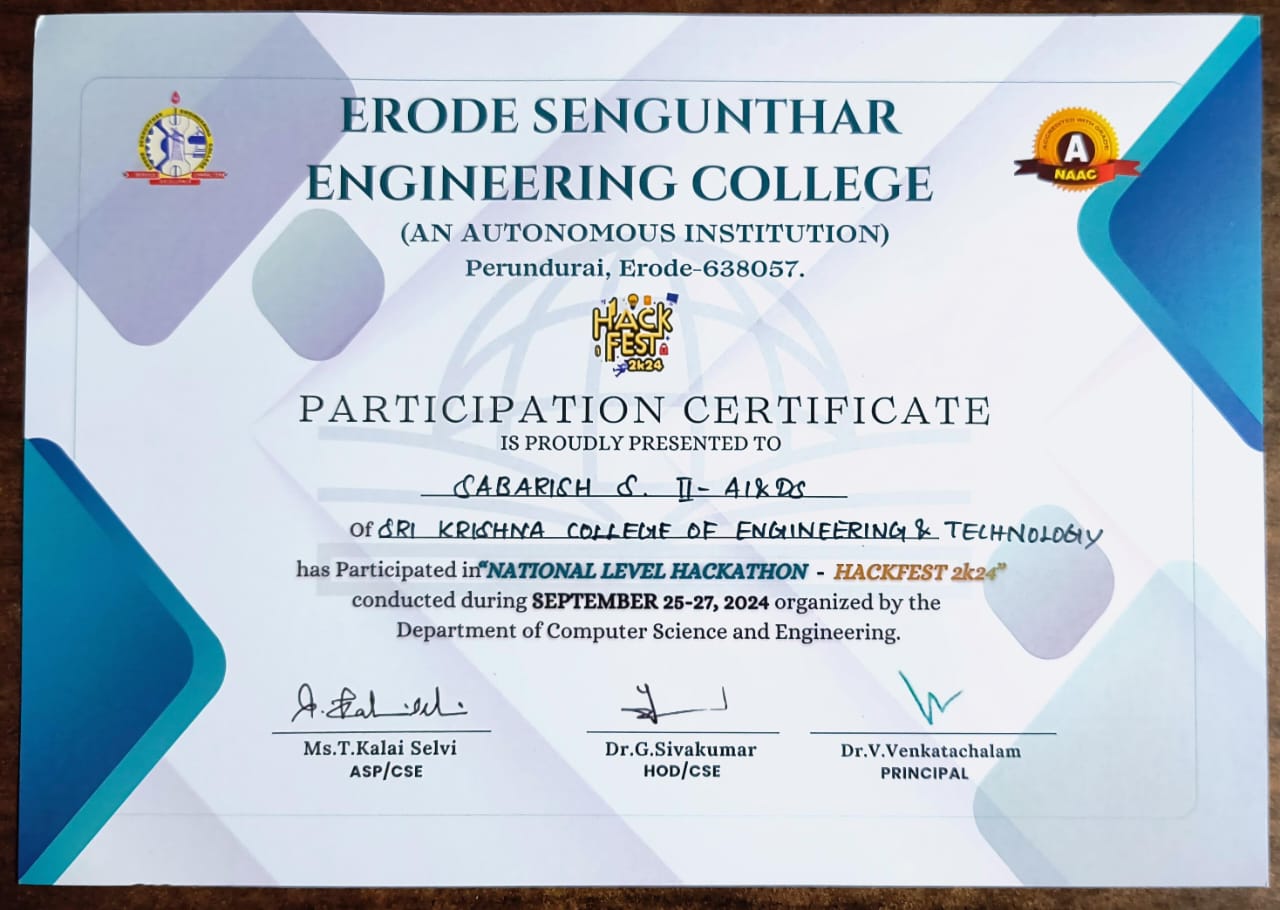 ERODE SENGUNTHAR
ENGINEERING COLLEGE
(AN AUTONOMOUS INSTITUTION)
Perundurai, Erode-638057.
ACCREDITED WITH GRADE
A
NAAC
HACK
FEST
2k24
PARTICIPATION CERTIFICATE
IS PROUDLY PRESENTED TO
SABARISH S. II- AI&DS
Of SRI KRISHNA COLLEGE OF ENGINEERING & TECHNOLOGY
has Participated in“NATIONAL LEVEL HACKATHON - HACKFEST 2k24”
conducted during SEPTEMBER 25-27, 2024 organized by the
Department of Computer Science and Engineering.
Ms.T.Kalai Selvi
ASP/CSE
Dr.G.Sivakumar
HOD/CSE
Dr.V.Venkatachalam
PRINCIPAL